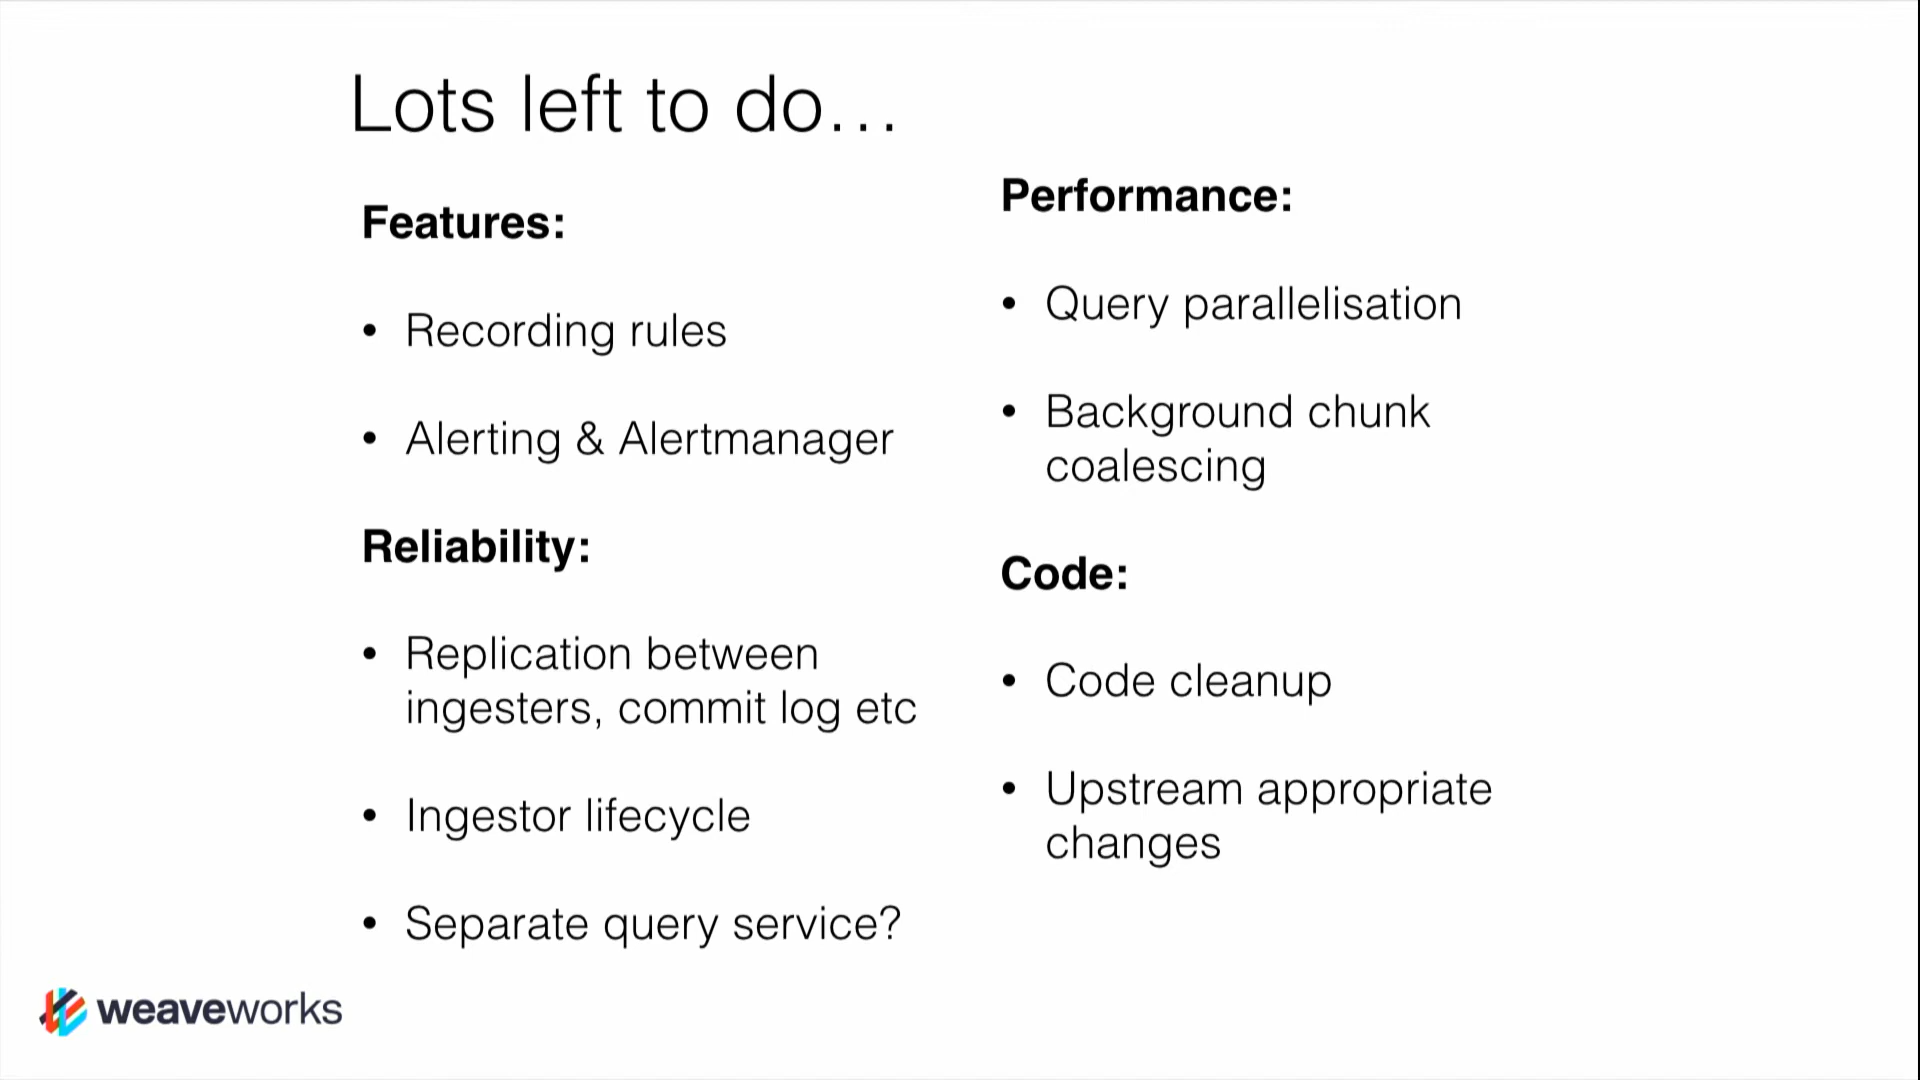 Lots left to do…
Features:
• Recording rules
• Alerting & Alertmanager
Reliability:
• Replication between
ingesters, commit log etc
• Ingestor lifecycle
• Separate query service?
Performance:
• Query parallelisation
• Background chunk
coalescing
Code:
• Code cleanup
• Upstream appropriate
changes
weaveworks